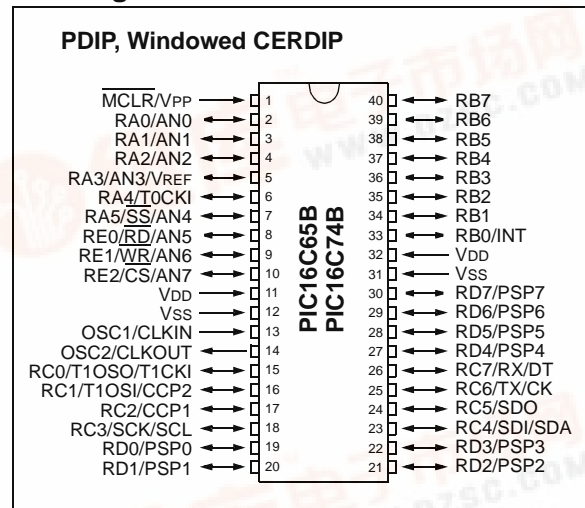 PDIP, Windowed CERDIP
MCLR/VPP 1 40 RB7
RA0/AN0 2 39 RB6
RA1/AN1 3 38 RB5
RA2/AN2 4 37 RB4
RA3/AN3/VREF 5 36 RB3
RA4/T0CKI 6 35 RB2
RA5/SS/AN4 7 34 RB1
RE0/RD/AN5 8 33 RB0/INT
RE1/WR/AN6 9 32 VDD
RE2/CS/AN7 10 31 VSS
VDD 11 30 RD7/PSP7
VSS 12 29 RD6/PSP6
OSC1/CLKIN 13 28 RD5/PSP5
OSC2/CLKOUT 14 27 RD4/PSP4
RC0/T1OSO/T1CKI 15 26 RC7/RX/DT
RC1/T1OSI/CCP2 16 25 RC6/TX/CK
RC2/CCP1 17 24 RC5/SDO
RC3/SCK/SCL 18 23 RC4/SDI/SDA
RD0/PSP0 19 22 RD3/PSP3
RD1/PSP1 20 21 RD2/PSP2
PIC16C65B
PIC16C74B